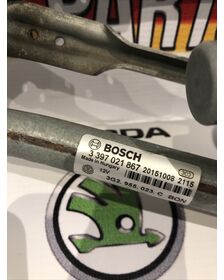 BOSCH
3 397 021 867 20151008 2115
Made in Hungary
12V
3G2. 955. 023. C BON